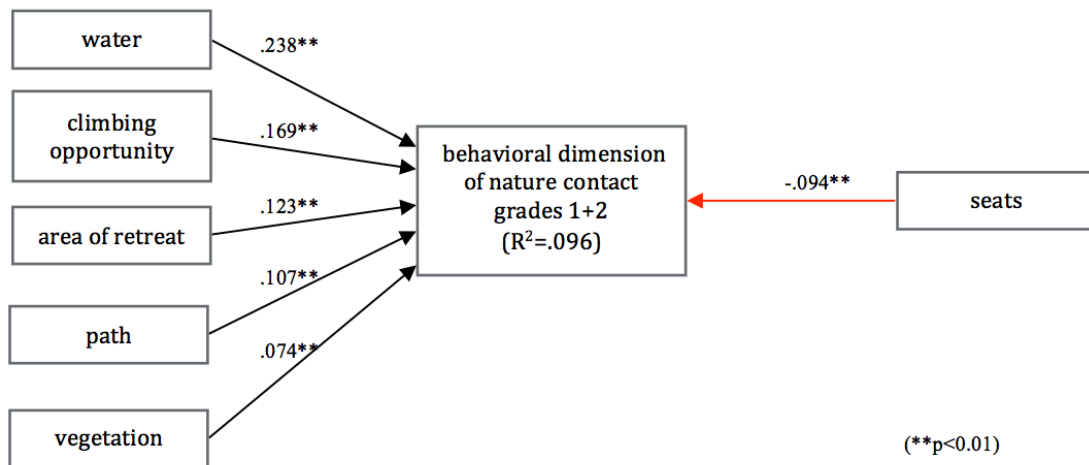 water
.238**
climbing
opportunity
.169**
area of retreat
.123**
path
.107**
vegetation
.074**
behavioral dimension
of nature contact
grades 1+2
(R²=.096)
-.094**
seats
(**p<0.01)